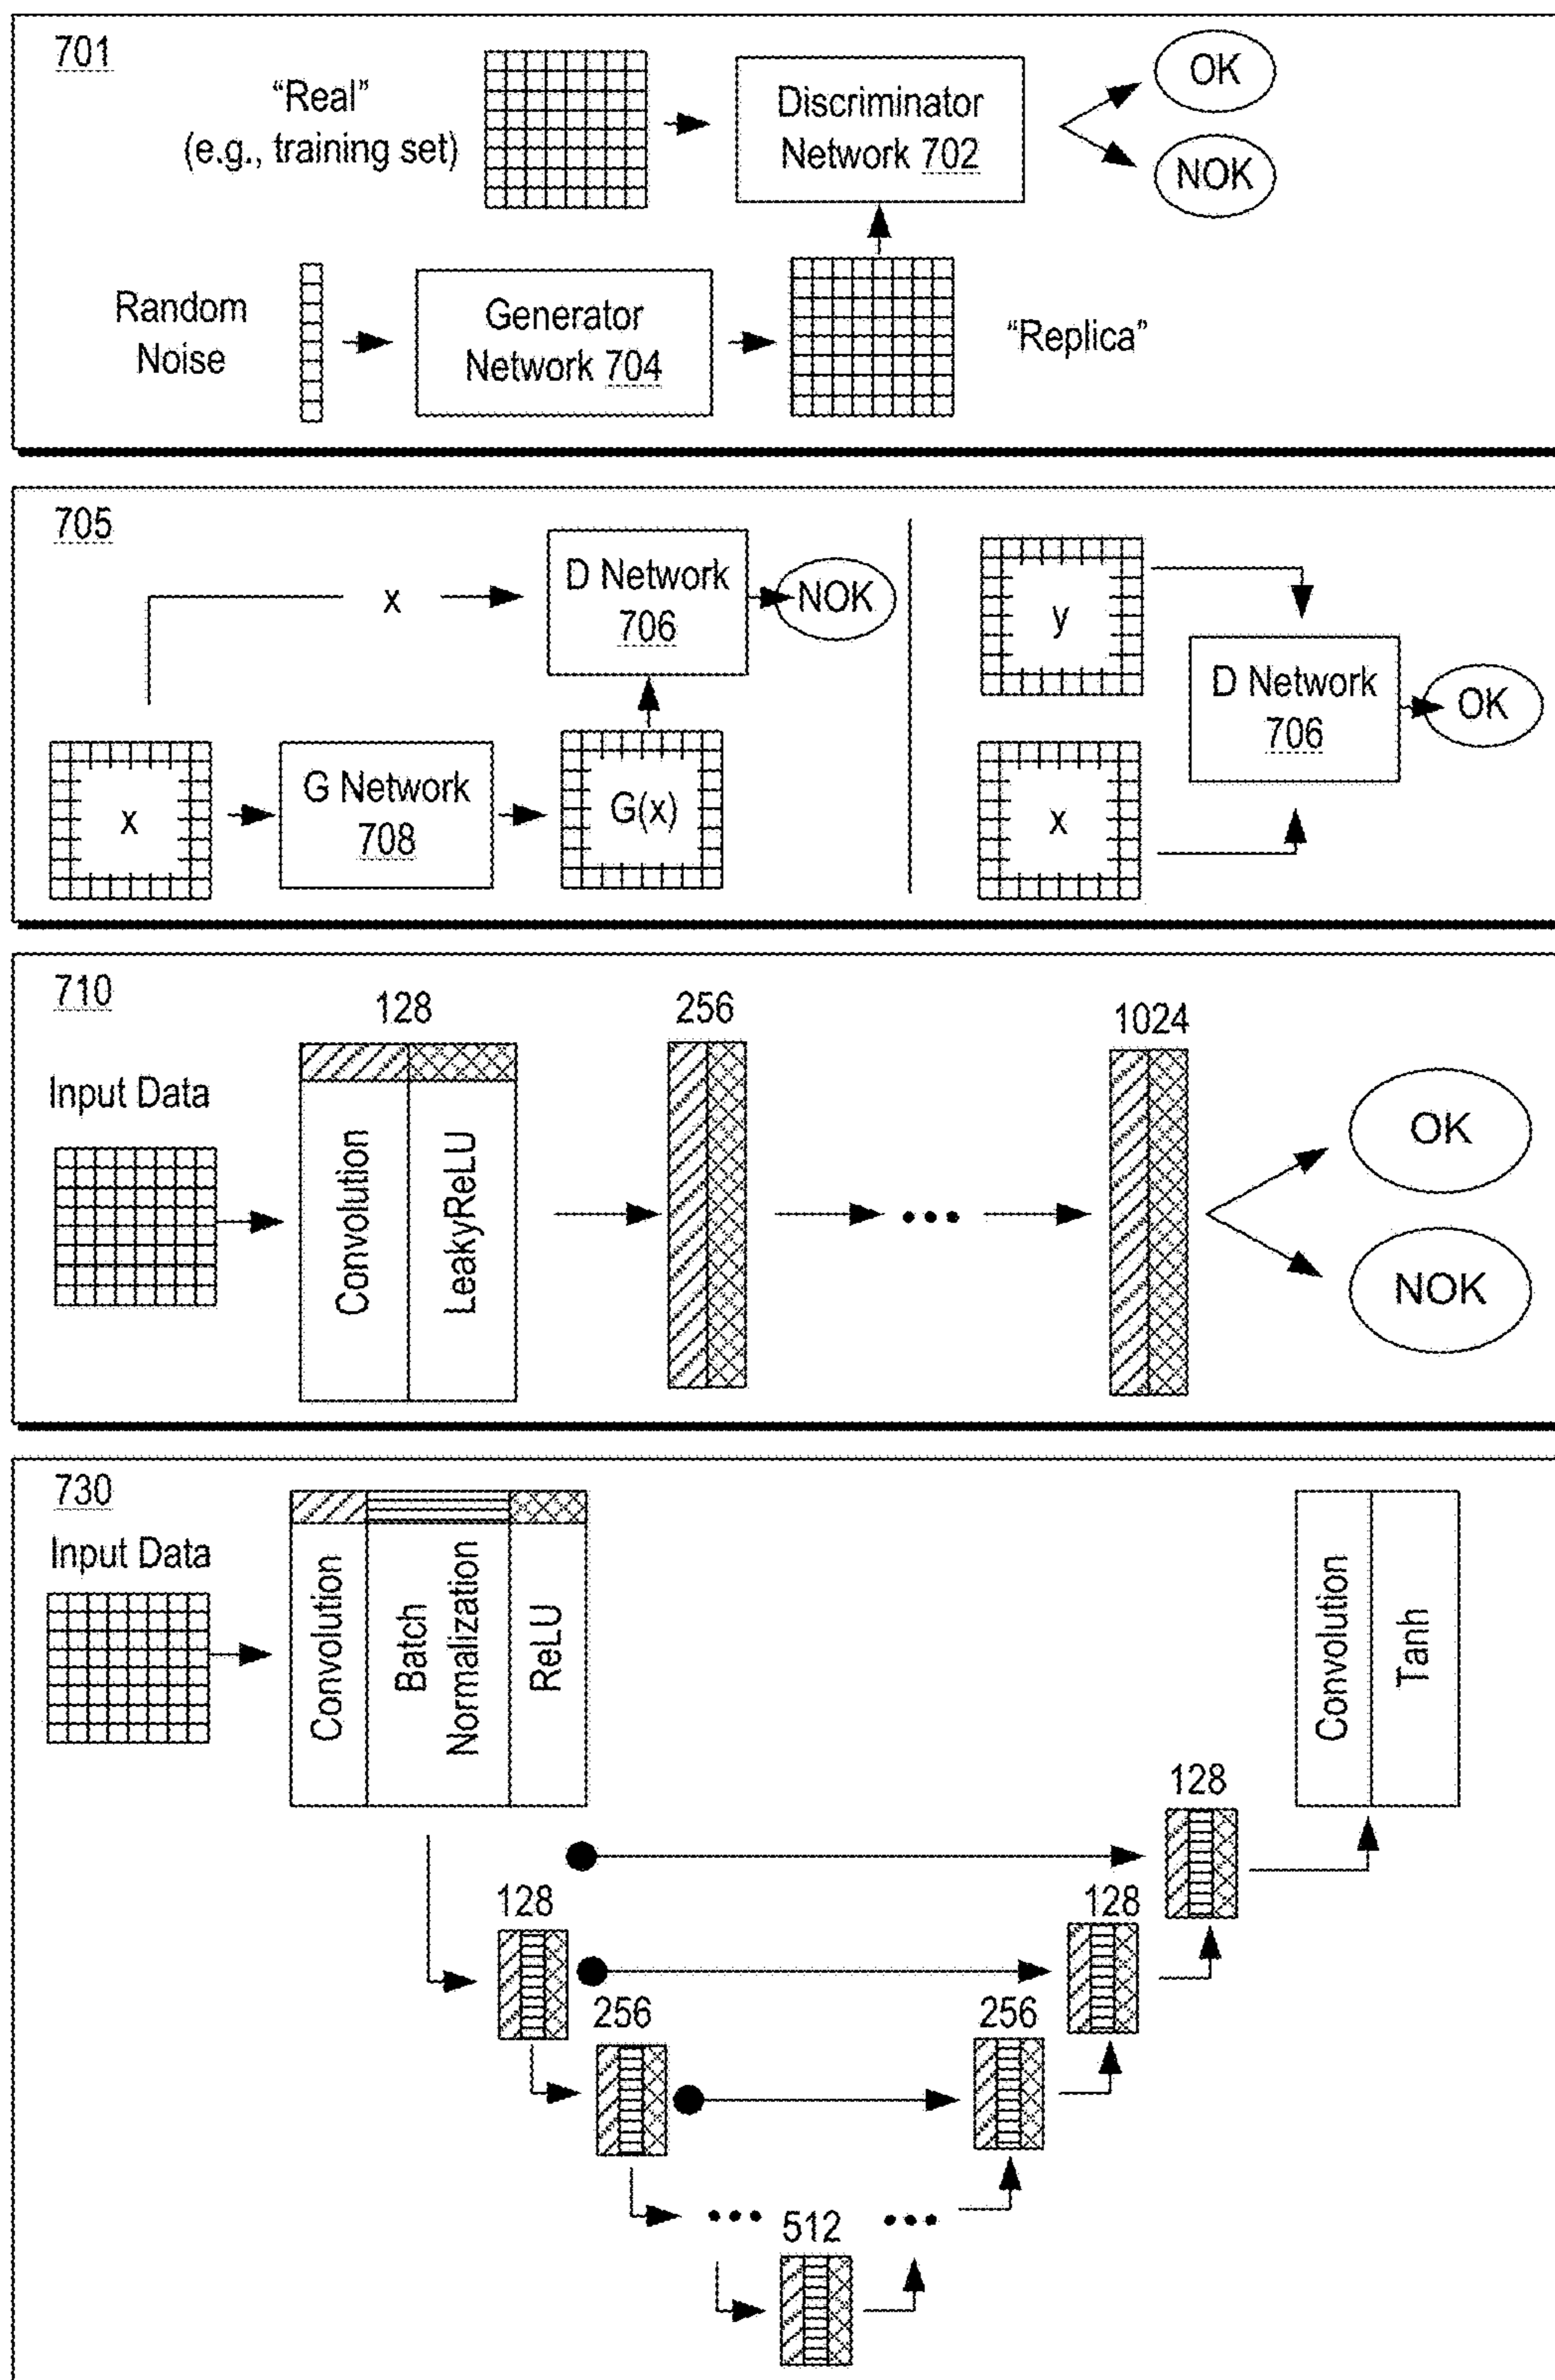 701
“Real”
(e.g., training set)
Discriminator
Network 702
OK
NOK
Random
Noise
Generator
Network 704
“Replica”
705
x
D Network
706
NOK
x
G Network
708
G(x)
y
x
D Network
706
OK
710
Input Data
128
Convolution
LeakyReLU
256
•••
1024
OK
NOK
730
Input Data
Convolution
Batch
Normalization
ReLU
128
256
•••
512
•••
256
128
128
Convolution
Tanh